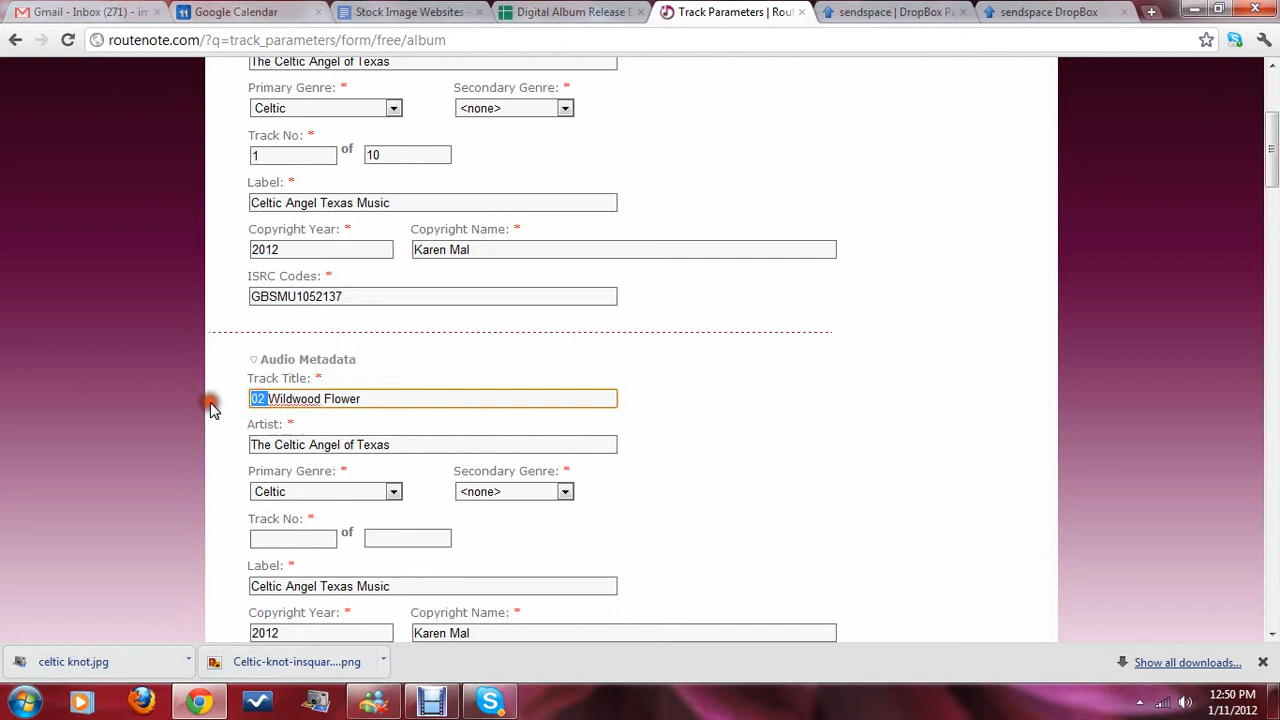 Gmail - Inbox (271) - im
Google Calendar
Stock Image Websites -
Digital Album Release D
Track Parameters | Rout
sendspace | DropBox Pa
sendspace DropBox
routenote.com/?q=track_parameters/form/free/album
The Celtic Angel of Texas
Primary Genre: * Secondary Genre: *
Celtic <none>
Track No: *
1 of 10
Label: *
Celtic Angel Texas Music
Copyright Year: * Copyright Name: *
2012 Karen Mal
ISRC Codes: *
GBSMU1052137
Audio Metadata
Track Title: *
02 Wildwood Flower
Artist: *
The Celtic Angel of Texas
Primary Genre: * Secondary Genre: *
Celtic <none>
Track No: *
of
Label: *
Celtic Angel Texas Music
Copyright Year: * Copyright Name: *
2012 Karen Mal
celtic knot.jpg
Celtic-knot-insquar....png
Show all downloads...
12:50 PM
1/11/2012